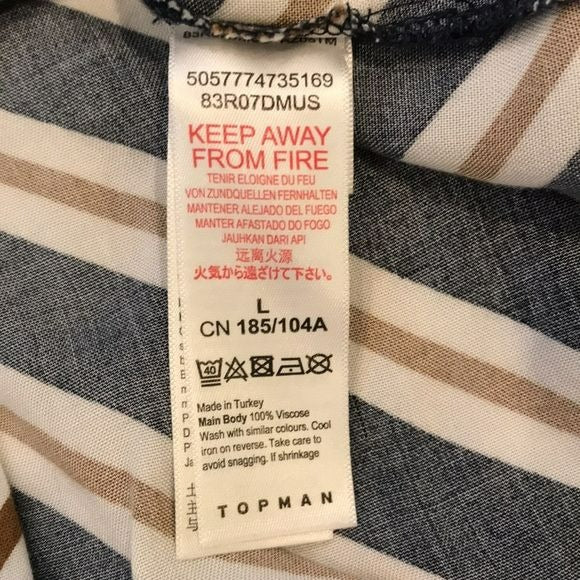 5057774735169
83R07DMUS
KEEP AWAY
FROM FIRE
TENIR ELOIGNE DU FEU
VON ZUNDQUELLEN FERNHALTEN
MANTENER ALEJADO DEL FUEGO
MANTER AFASTADO DO FOGO
JAUHKAN DARI API
远离火源
火気から遠ざけて下さい。
L
CN 185/104A
40
Made in Turkey
Main Body 100% Viscose
Wash with similar colours. Cool
iron on reverse. Take care to
avoid snagging. If shrinkage
TOPMAN